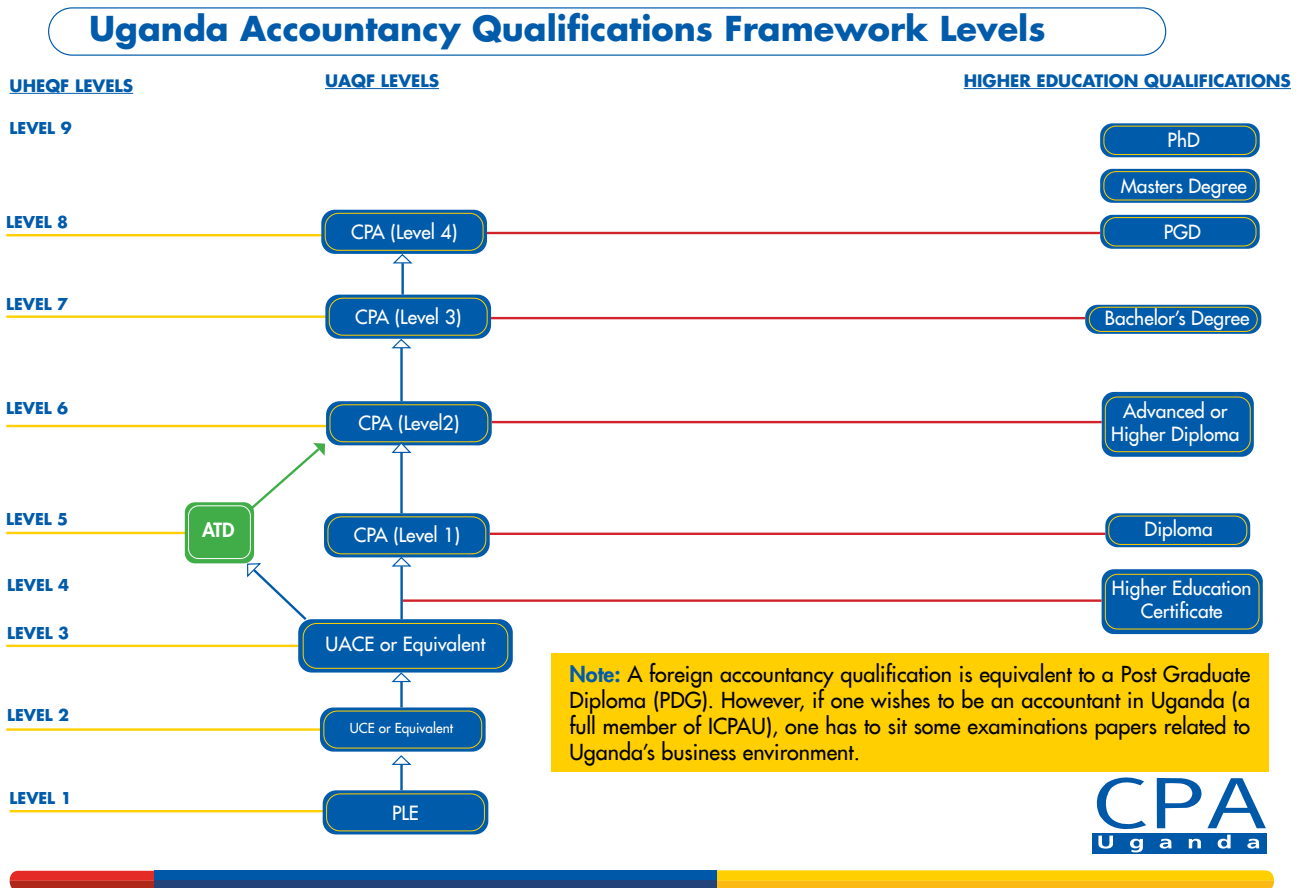 Uganda Accountancy Qualifications Framework Levels
UHEQF LEVELS
UAQF LEVELS
HIGHER EDUCATION QUALIFICATIONS
LEVEL 9
PhD
Masters Degree
LEVEL 8
CPA (Level 4)
PGD
LEVEL 7
CPA (Level 3)
Bachelor's Degree
LEVEL 6
CPA (Level2)
Advanced or
Higher Diploma
LEVEL 5
ATD
CPA (Level 1)
Diploma
LEVEL 4
Higher Education
Certificate
LEVEL 3
UACE or Equivalent
Note: A foreign accountancy qualification is equivalent to a Post Graduate
Diploma (PDG). However, if one wishes to be an accountant in Uganda (a
full member of ICPAU), one has to sit some examinations papers related to
Uganda's business environment.
LEVEL 2
UCE or Equivalent
LEVEL 1
PLE
CPA
Uganda